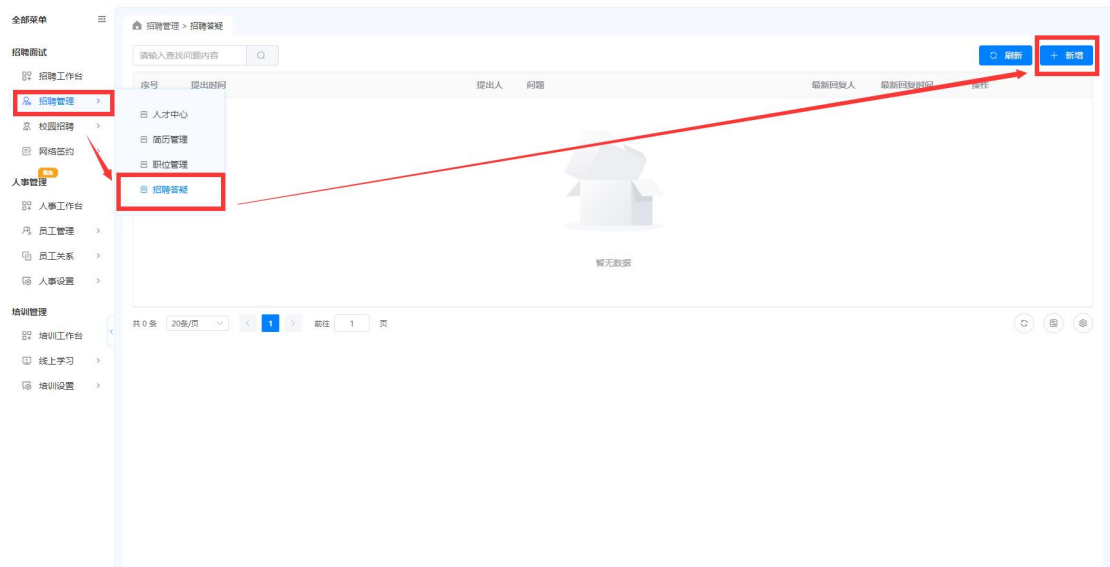 全部菜单
招聘面试
招聘工作台
招聘管理
校园招聘
网络签约
人事管理
人事工作台
员工管理
员工关系
人事设置
培训管理
培训工作台
线上学习
培训设置
招聘管理 > 招聘答疑
请输入查找问题内容
刷新
+ 新增
序号 提出时间 提出人 问题 最新回复人 最新回复时间 操作
人才中心
简历管理
职位管理
招聘答疑
暂无数据
共 0 条 20条/页 < 1 > 前往 1 页